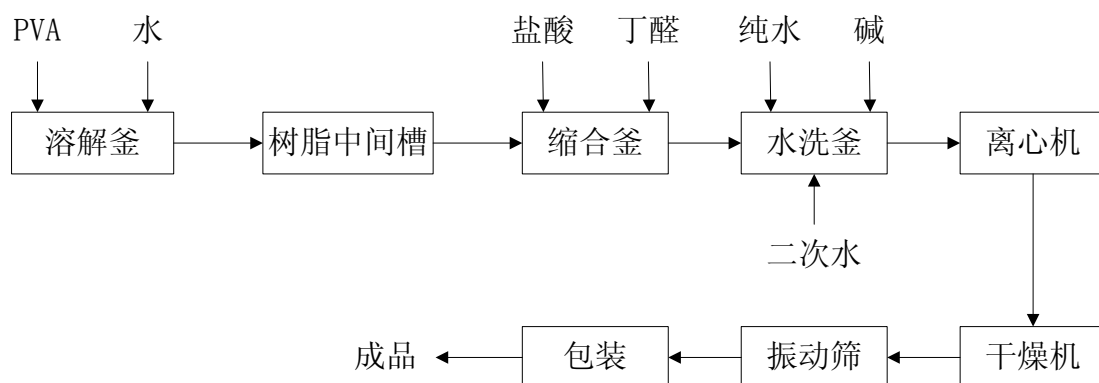 PVA 水 盐酸 丁醛 纯水 碱
溶解釜 树脂中间槽 缩合釜 水洗釜 离心机
二次水
成品 包装 振动筛 干燥机